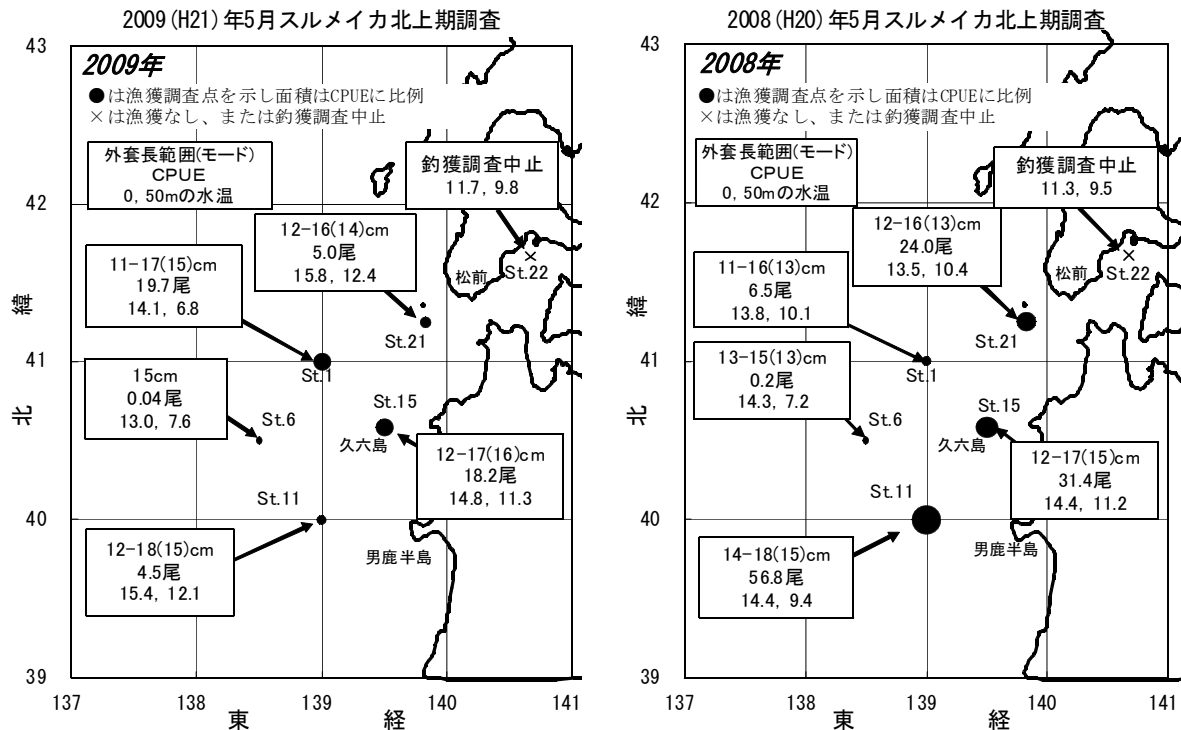 2009(H21)年5月スルメイカ北上期調査
43
42
41
40
39
137
138
139
140
141
北
緯
東
経
2009年
●は漁獲調査点を示し面積はCPUEに比例
×は漁獲なし、または釣獲調査中止
外套長範囲(モード)
CPUE
0, 50mの水温
釣獲調査中止
11.7, 9.8
12-16(14)cm
5.0尾
15.8, 12.4
11-17(15)cm
19.7尾
14.1, 6.8
松前
St.22
St.21
St.1
15cm
0.04尾
13.0, 7.6
St.6
St.15
久六島
12-17(16)cm
18.2尾
14.8, 11.3
St.11
12-18(15)cm
4.5尾
15.4, 12.1
男鹿半島
2008(H20)年5月スルメイカ北上期調査
43
42
41
40
39
137
138
139
140
141
北
緯
東
経
2008年
●は漁獲調査点を示し面積はCPUEに比例
×は漁獲なし、または釣獲調査中止
外套長範囲(モード)
CPUE
0, 50mの水温
釣獲調査中止
11.3, 9.5
12-16(13)cm
24.0尾
13.5, 10.4
11-16(13)cm
6.5尾
13.8, 10.1
松前
St.22
St.21
St.1
13-15(13)cm
0.2尾
14.3, 7.2
St.6
St.15
久六島
12-17(15)cm
31.4尾
14.4, 11.2
St.11
14-18(15)cm
56.8尾
14.4, 9.4
男鹿半島